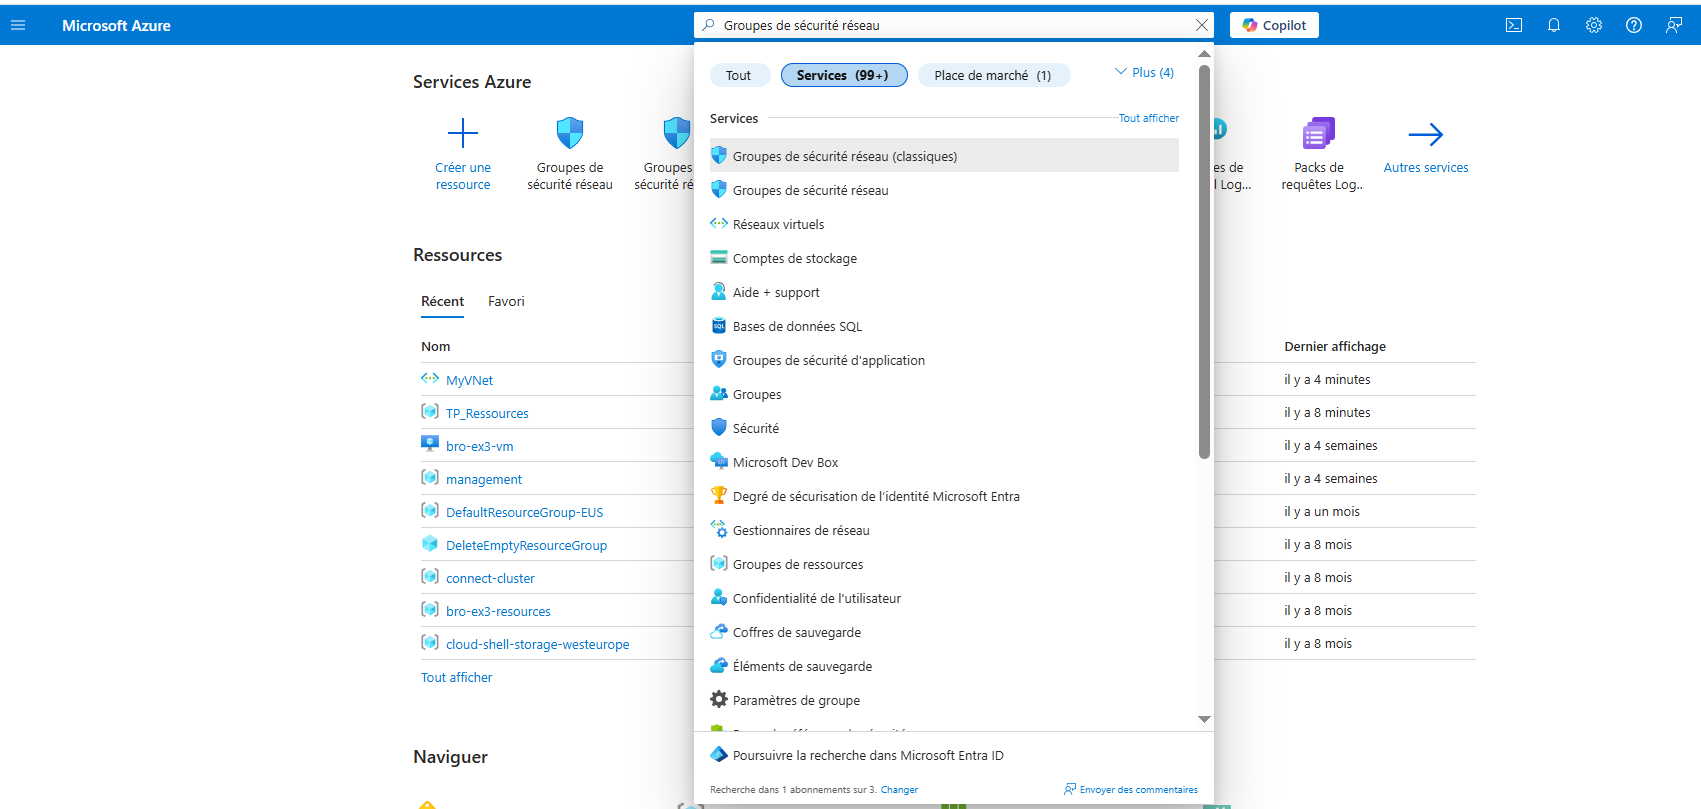 Microsoft Azure
Groupes de sécurité réseau
Copilot
Tout
Services (99+)
Place de marché (1)
Plus (4)
Services
Tout afficher
Groupes de sécurité réseau (classiques)
Groupes de sécurité réseau
Réseaux virtuels
Comptes de stockage
Aide + support
Bases de données SQL
Groupes de sécurité d'application
Groupes
Sécurité
Microsoft Dev Box
Degré de sécurisation de l'identité Microsoft Entra
Gestionnaires de réseau
Groupes de ressources
Confidentialité de l'utilisateur
Coffres de sauvegarde
Éléments de sauvegarde
Paramètres de groupe
Poursuivre la recherche dans Microsoft Entra ID
Recherche dans 1 abonnements sur 3. Changer
Envoyer des commentaires
Services Azure
Créer une
ressource
Groupes de
sécurité réseau
Groupes
sécurité ré
es de
l Log...
Packs de
requêtes Log..
Autres services
Ressources
Récent
Favori
Nom
Dernier affichage
MyVNet
il y a 4 minutes
TP_Ressources
il y a 8 minutes
bro-ex3-vm
il y a 4 semaines
management
il y a 4 semaines
DefaultResourceGroup-EUS
il y a un mois
DeleteEmptyResourceGroup
il y a 8 mois
connect-cluster
il y a 8 mois
bro-ex3-resources
il y a 8 mois
cloud-shell-storage-westeurope
il y a 8 mois
Tout afficher
Naviguer